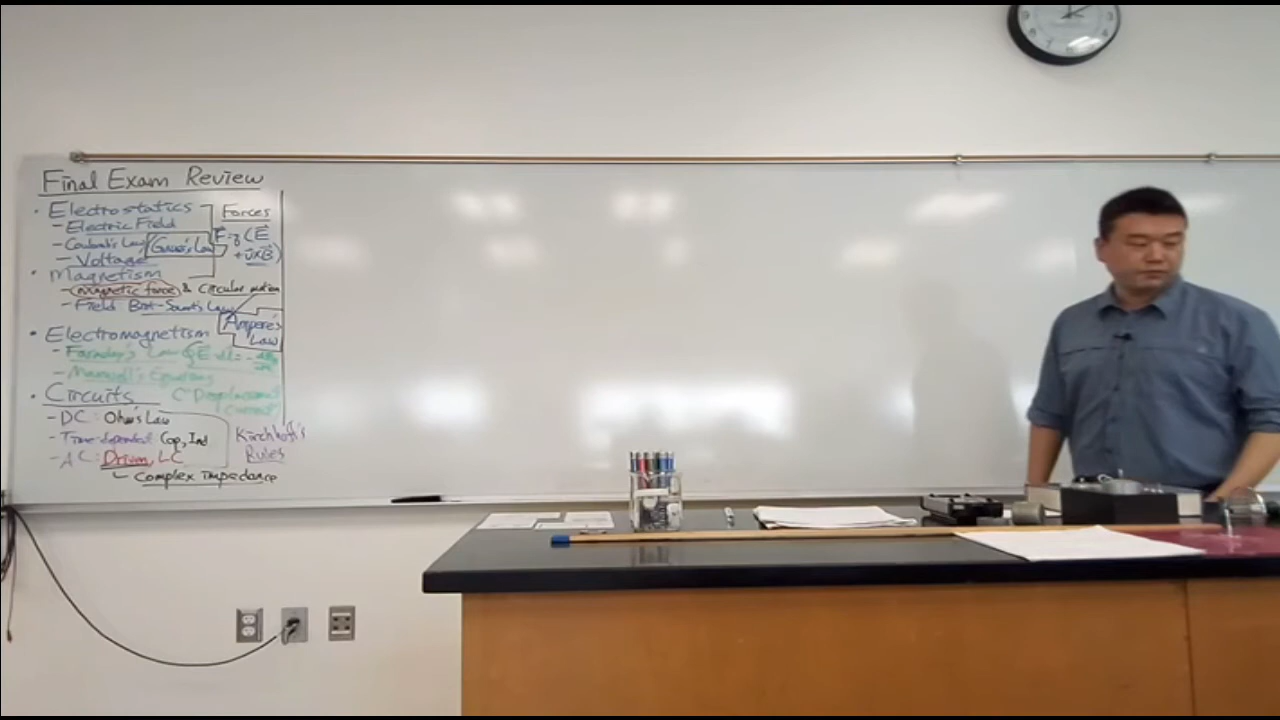 Final Exam Review
• Electrostatics
Forces
- Electric Field
- Coulomb's Law Gauss's Law
F = q(E
+ v×B)
- Voltage
• Magnetism
- magnetic force & Circular motion
- Field: Biot-Savart's Law
Ampere's
Law
• Electromagnetism
- Faraday's Law
- Maxwell's Equations
Displacement
Current
• Circuits
- DC: Ohm's Law
- Time-dependent Cap, Ind
- AC: Driven, LC
Complex impedance
Kirchhoff's
Rules